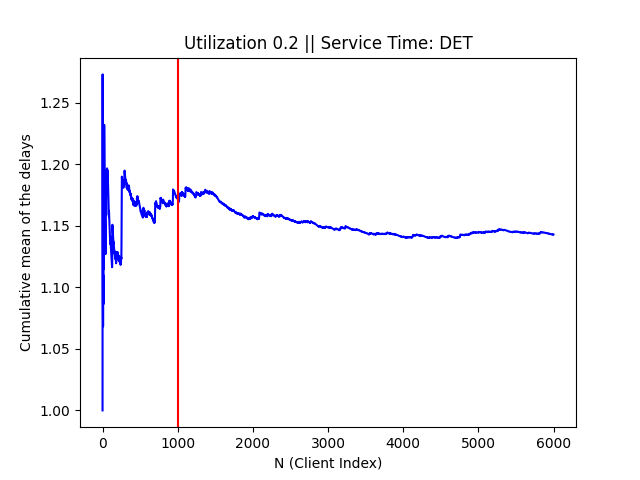 Utilization 0.2 || Service Time: DET
1.25
1.20
1.15
1.10
1.05
1.00
Cumulative mean of the delays
0 1000 2000 3000 4000 5000 6000
N (Client Index)